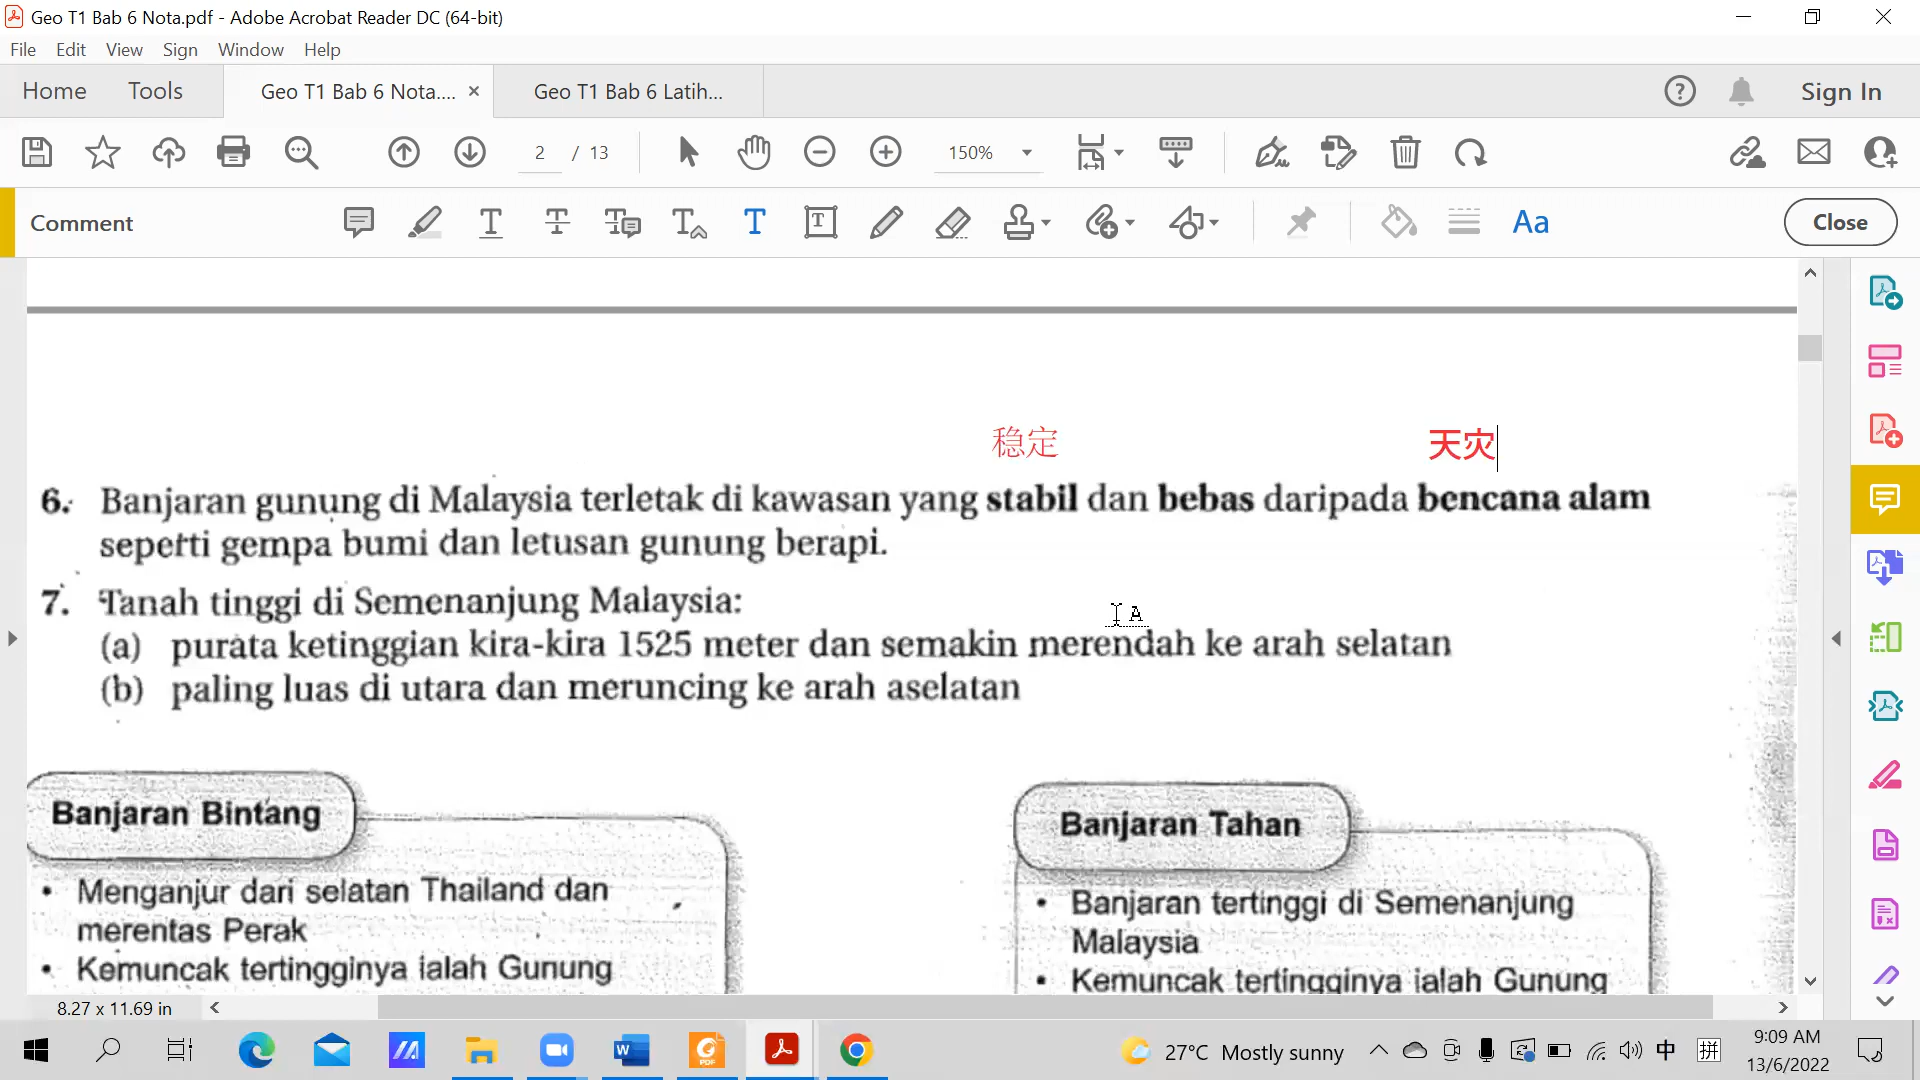 Geo T1 Bab 6 Nota.pdf - Adobe Acrobat Reader DC (64-bit)
File Edit View Sign Window Help
Home Tools Geo T1 Bab 6 Nota.... × Geo T1 Bab 6 Latih... Sign In
2 / 13 150%
Comment Aa Close
稳定 天灾
6. Banjaran gunung di Malaysia terletak di kawasan yang stabil dan bebas daripada bencana alam
seperti gempa bumi dan letusan gunung berapi.
7. Tanah tinggi di Semenanjung Malaysia:
(a) purata ketinggian kira-kira 1525 meter dan semakin merendah ke arah selatan
(b) paling luas di utara dan meruncing ke arah aselatan
Banjaran Bintang
• Menganjur dari selatan Thailand dan
merentas Perak
• Kemuncak tertingginya ialah Gunung
Banjaran Tahan
• Banjaran tertinggi di Semenanjung
Malaysia
• Kemuncak tertingginya ialah Gunung
8.27 x 11.69 in
27°C Mostly sunny 中 拼 9:09 AM
13/6/2022